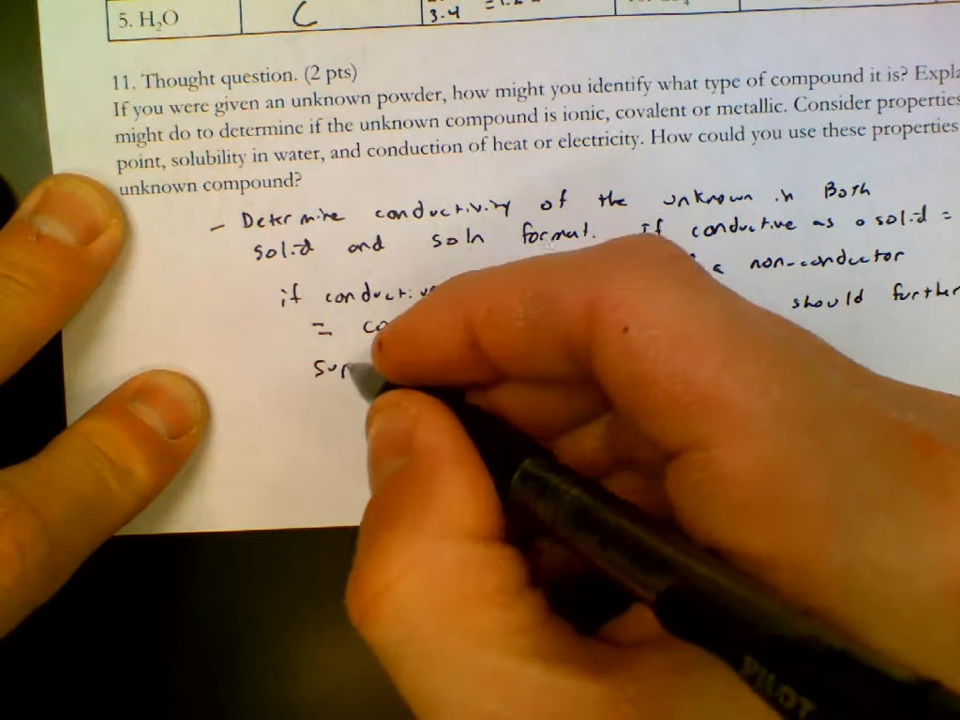 5. H₂O C 3.4
11. Thought question. (2 pts)
If you were given an unknown powder, how might you identify what type of compound it is?
might do to determine if the unknown compound is ionic, covalent or metallic. Consider
point, solubility in water, and conduction of heat or electricity. How could you use these properties
unknown compound?
- Determine conductivity of the unknown in Both
solid and soln format. If conductive as a solid =
if a non-conductor
= should further
PILOT